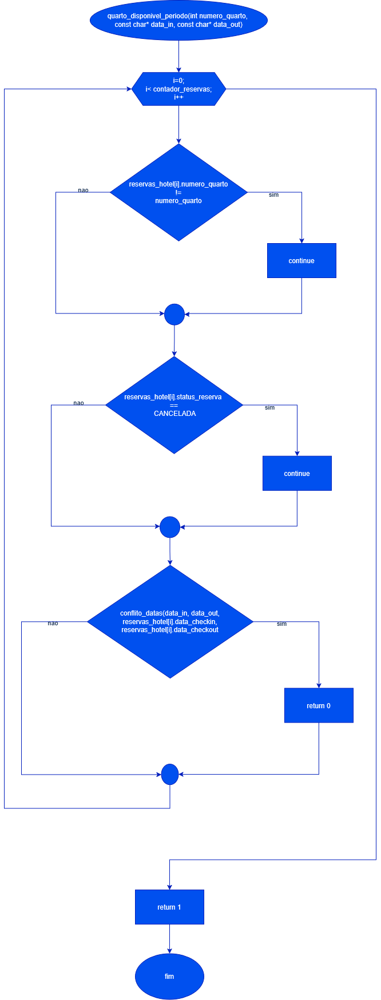 quarto_disponivel_periodo(int numero_quarto,
const char* data_in, const char* data_out)
i=0;
i< contador_reservas;
i++
reservas_hotel[i].numero_quarto
!=
numero_quarto
nao
sim
continue
reservas_hotel[i].status_reserva
==
CANCELADA
nao
sim
continue
conflito_datas(data_in, data_out,
reservas_hotel[i].data_checkin,
reservas_hotel[i].data_checkout
nao
sim
return 0
return 1
fim